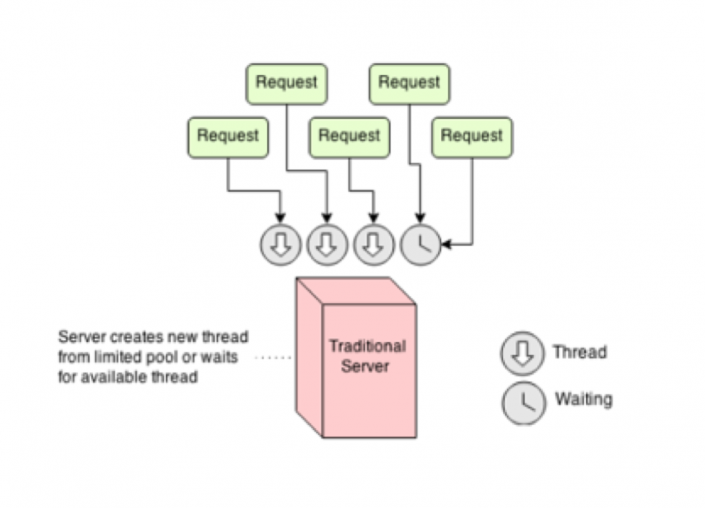 Request
Request
Request
Request
Request
Server creates new thread
from limited pool or waits
for available thread
Traditional
Server
Thread
Waiting